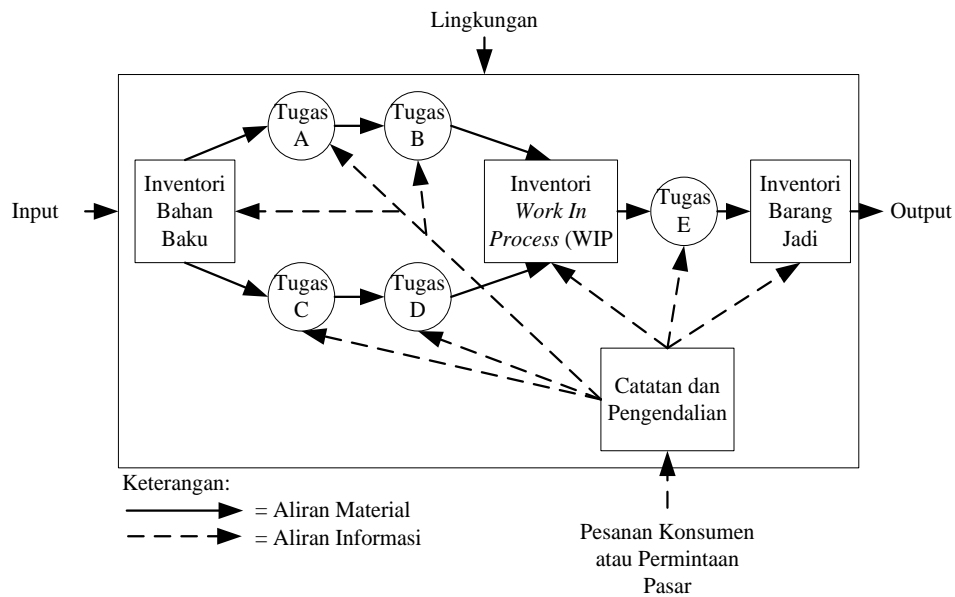 Lingkungan
Tugas
A
Tugas
B
Input
Inventori
Bahan
Baku
Inventori
Work In
Process (WIP
Tugas
E
Inventori
Barang
Jadi
Output
Tugas
C
Tugas
D
Catatan dan
Pengendalian
Keterangan:
= Aliran Material
= Aliran Informasi
Pesanan Konsumen
atau Permintaan
Pasar